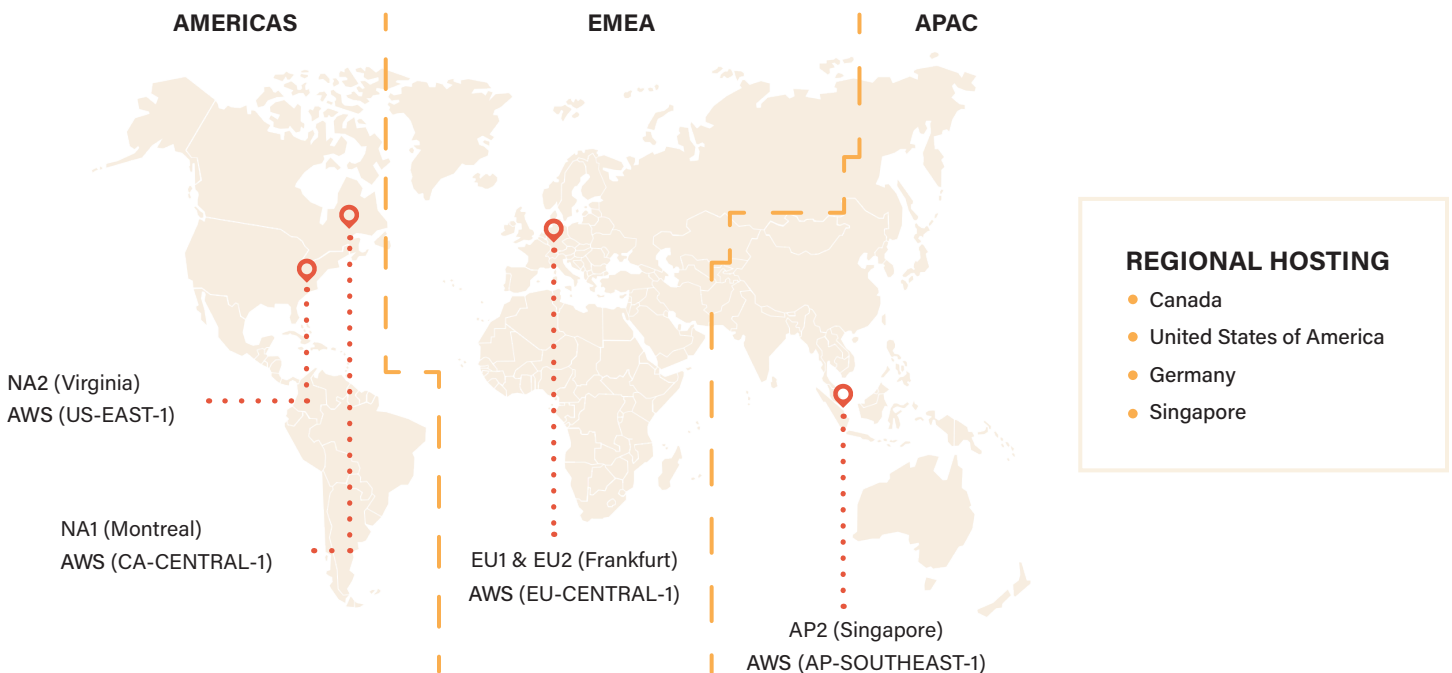 AMERICAS
EMEA
APAC
NA2 (Virginia)
AWS (US-EAST-1)
NA1 (Montreal)
AWS (CA-CENTRAL-1)
EU1 & EU2 (Frankfurt)
AWS (EU-CENTRAL-1)
AP2 (Singapore)
AWS (AP-SOUTHEAST-1)
REGIONAL HOSTING
Canada
United States of America
Germany
Singapore